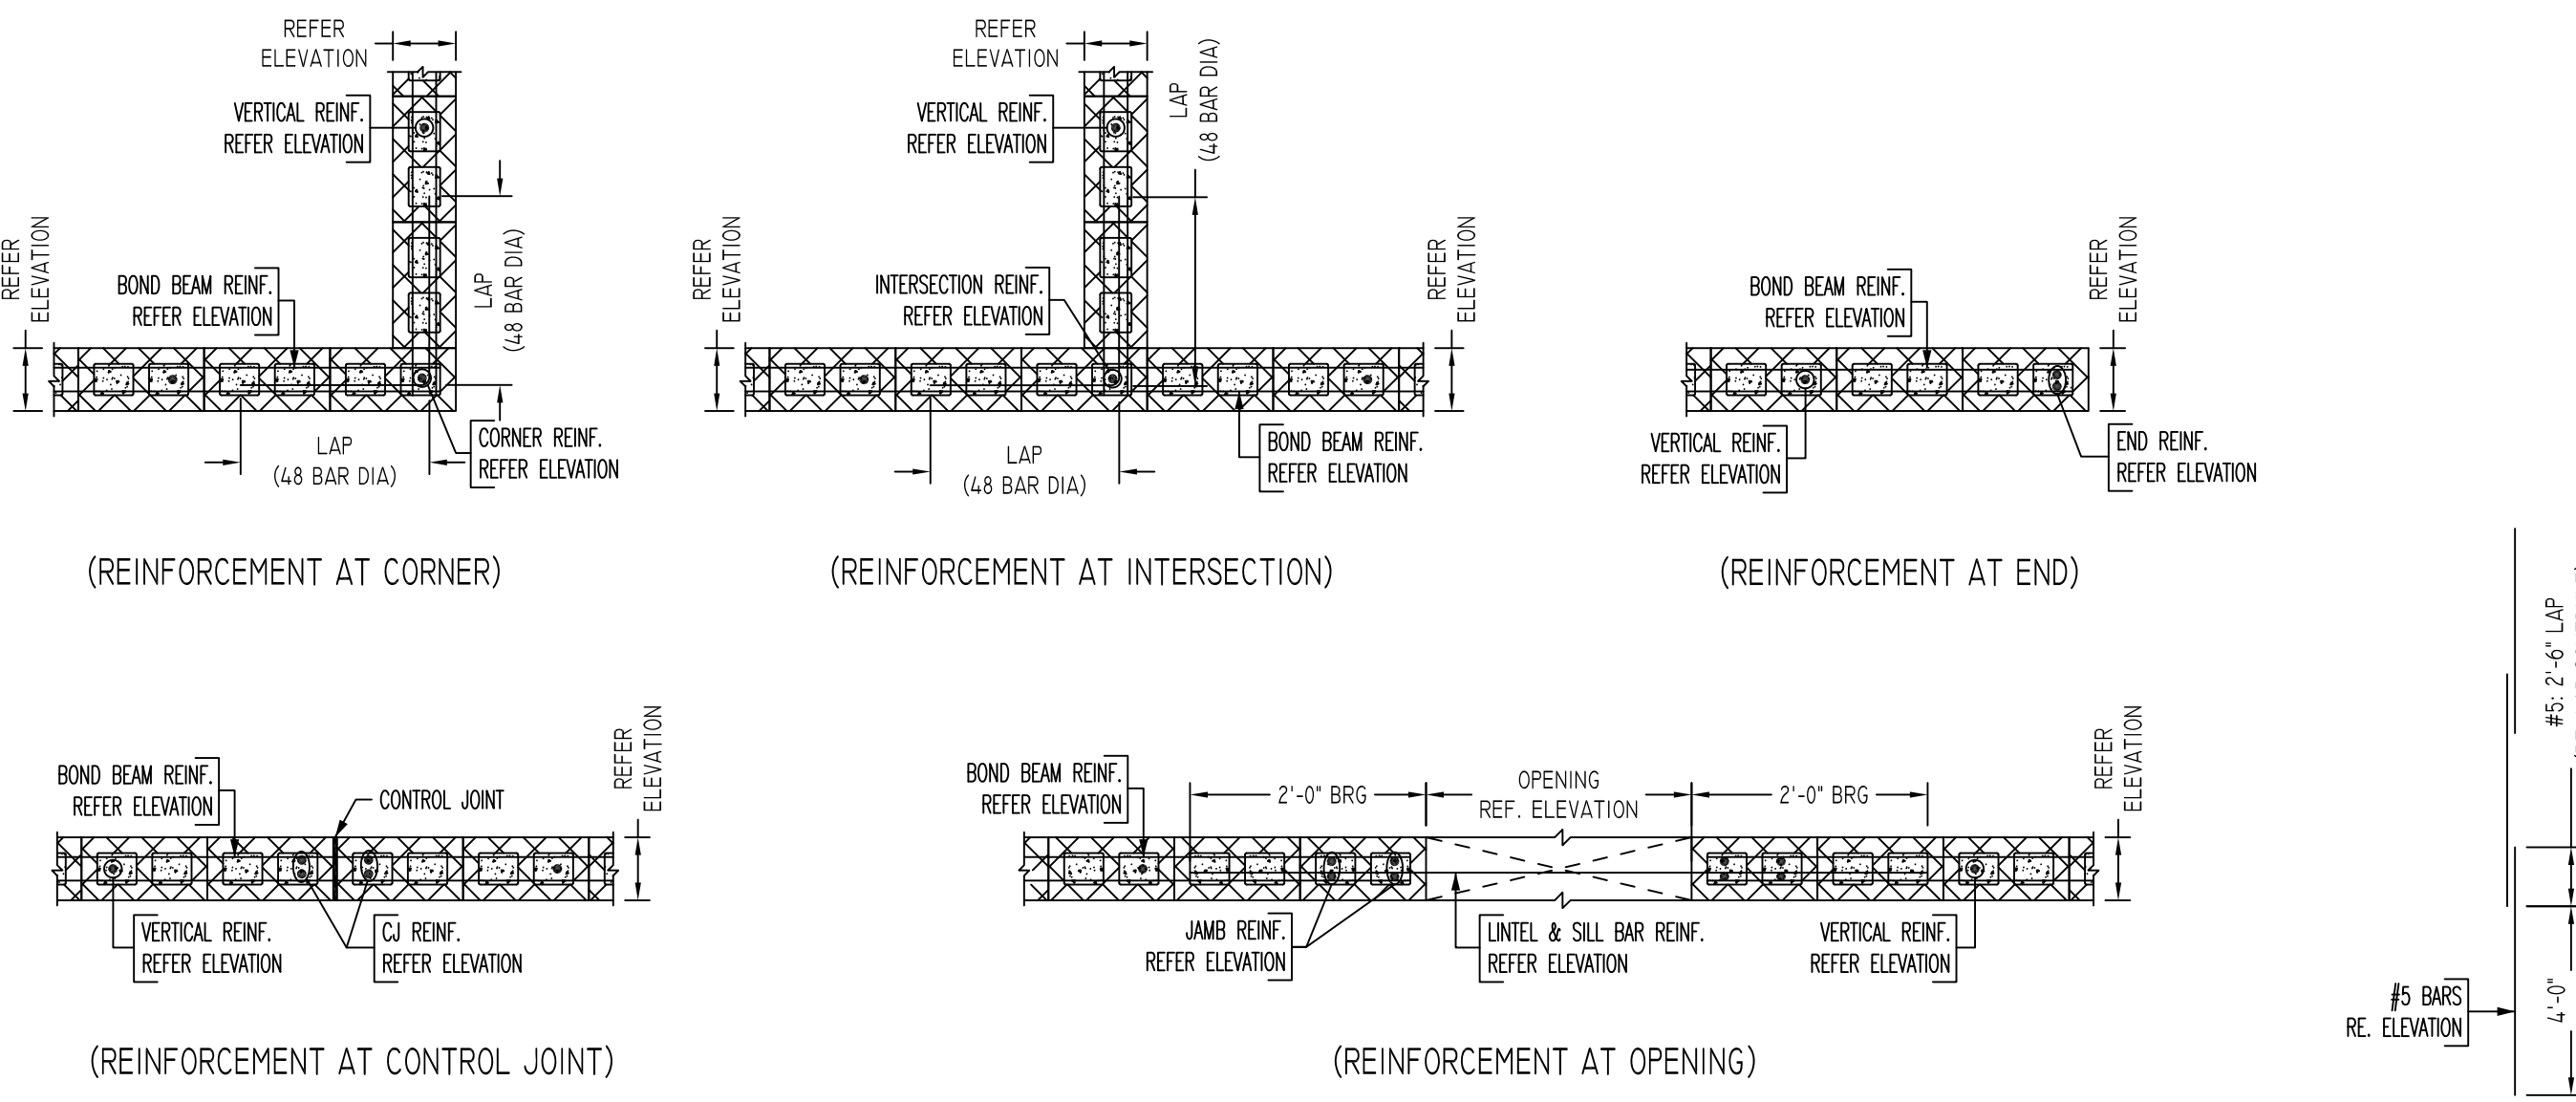 REFER
ELEVATION
VERTICAL REINF.
REFER ELEVATION
REFER
ELEVATION
BOND BEAM REINF.
REFER ELEVATION
LAP
(48 BAR DIA)
LAP
(48 BAR DIA)
CORNER REINF.
REFER ELEVATION
(REINFORCEMENT AT CORNER)
REFER
ELEVATION
VERTICAL REINF.
REFER ELEVATION
LAP
(48 BAR DIA)
REFER
ELEVATION
INTERSECTION REINF.
REFER ELEVATION
REFER
ELEVATION
LAP
(48 BAR DIA)
BOND BEAM REINF.
REFER ELEVATION
(REINFORCEMENT AT INTERSECTION)
BOND BEAM REINF.
REFER ELEVATION
REFER
ELEVATION
VERTICAL REINF.
REFER ELEVATION
END REINF.
REFER ELEVATION
(REINFORCEMENT AT END)
BOND BEAM REINF.
REFER ELEVATION
CONTROL JOINT
REFER
ELEVATION
VERTICAL REINF.
REFER ELEVATION
CJ REINF.
REFER ELEVATION
(REINFORCEMENT AT CONTROL JOINT)
BOND BEAM REINF.
REFER ELEVATION
2'-0" BRG
OPENING
REF. ELEVATION
2'-0" BRG
REFER
ELEVATION
JAMB REINF.
REFER ELEVATION
LINTEL & SILL BAR REINF.
REFER ELEVATION
VERTICAL REINF.
REFER ELEVATION
(REINFORCEMENT AT OPENING)
#5: 2'-6" LAP
4'-0"
#5 BARS
RE. ELEVATION